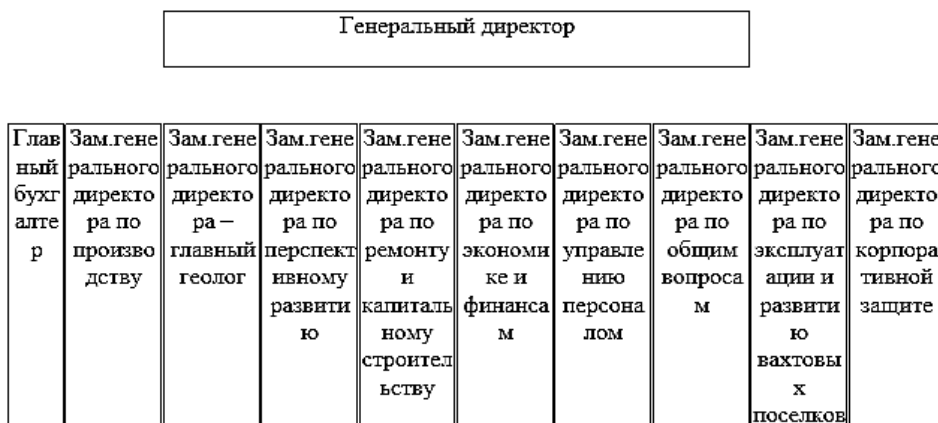 Генеральный директор
Глав
ный
бухг
алте
р
Зам.гене
рального
директо
ра по
произво
дству
Зам.гене
рального
директо
ра –
главный
геолог
Зам.гене
рального
директо
ра по
перспект
ивному
развити
ю
Зам.гене
рального
директо
ра по
ремонту
и
капиталь
ному
строител
ьству
Зам.гене
рального
директо
ра по
экономи
ке и
финанса
м
Зам.гене
рального
директо
ра по
управле
нию
персона
лом
Зам.гене
рального
директо
ра по
общим
вопроса
м
Зам.гене
рального
директо
ра по
эксплуат
ации и
развити
ю
вахтовы
х
поселков
Зам.гене
рального
директо
ра по
корпора
тивной
защите